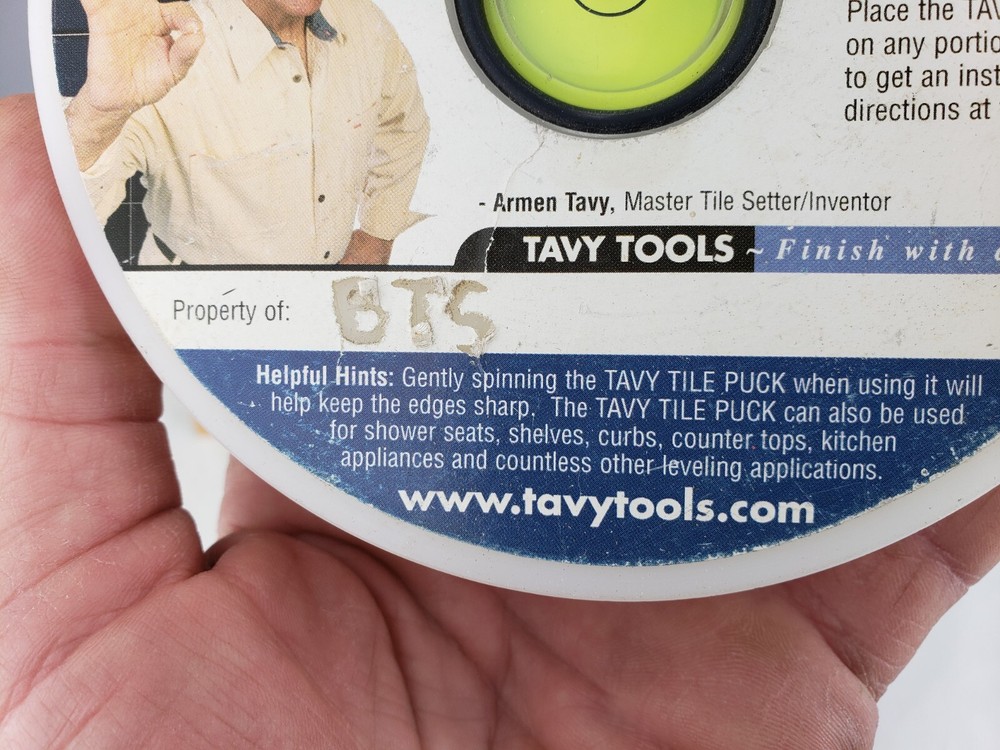 Place the TAV
on any portio
to get an inst
directions at
- Armen Tavy, Master Tile Setter/Inventor
TAVY TOOLS ~ Finish with
Property of: BTS
Helpful Hints: Gently spinning the TAVY TILE PUCK when using it will
help keep the edges sharp. The TAVY TILE PUCK can also be used
for shower seats, shelves, curbs, counter tops, kitchen
appliances and countless other leveling applications.
www.tavytools.com